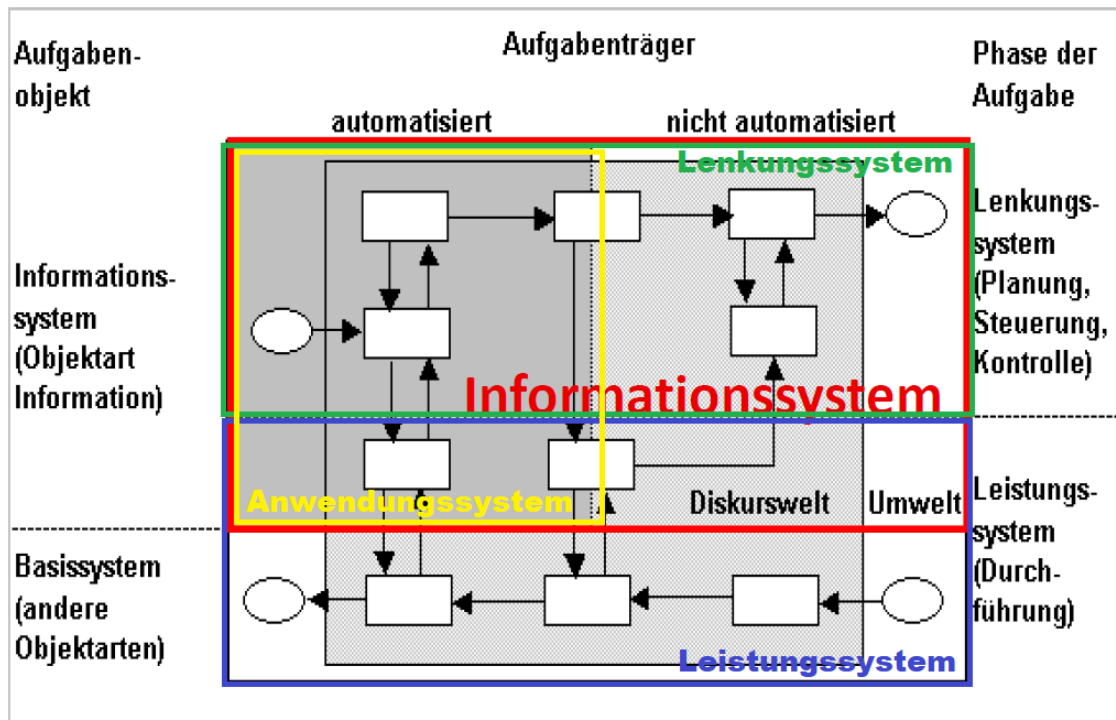 Aufgaben-
objekt
Aufgabenträger
Phase der
Aufgabe
automatisiert
nicht automatisiert
Lenkungssystem
Informations-
system
(Objektart
Information)
Lenkungs-
system
(Planung,
Steuerung,
Kontrolle)
Informationssystem
Anwendungssystem
Diskurswelt
Umwelt
Leistungs-
system
(Durch-
führung)
Basissystem
(andere
Objektarten)
Leistungssystem